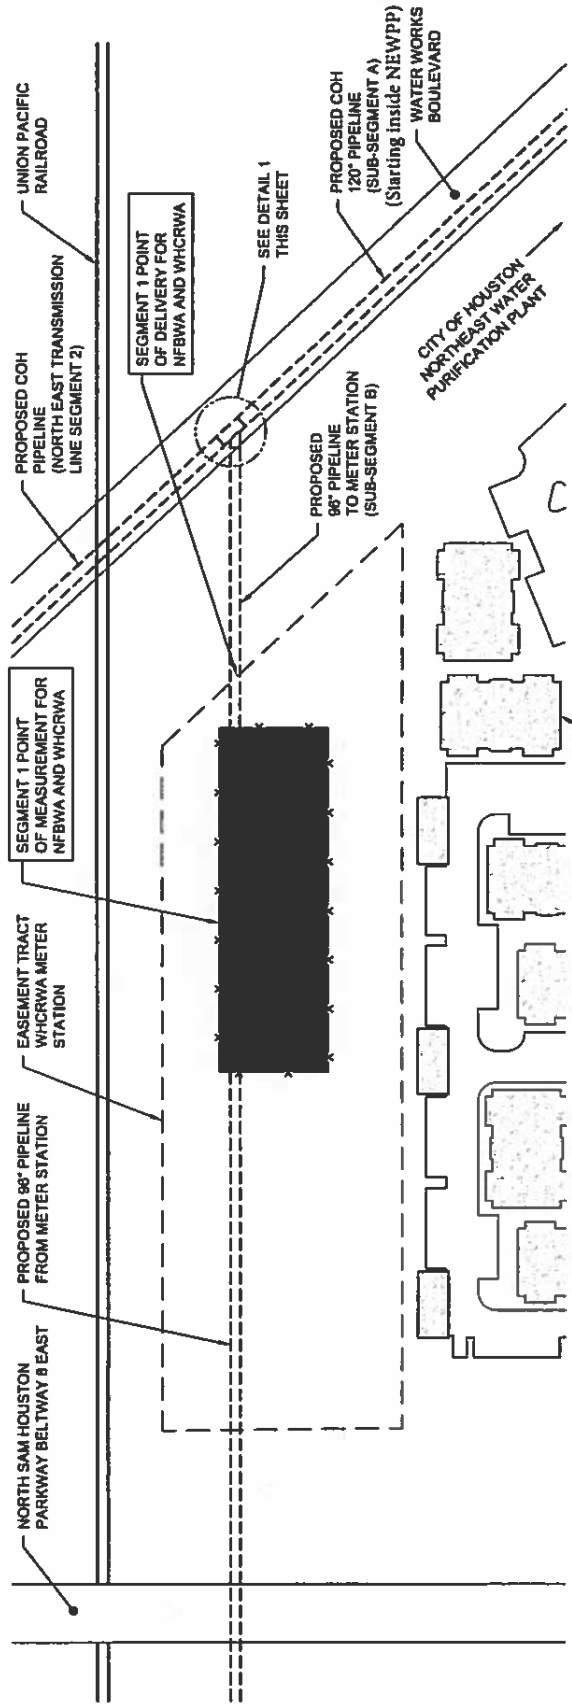 NORTH SAM HOUSTON
PARKWAY BELTWAY 8 EAST
PROPOSED 96" PIPELINE
FROM METER STATION
EASEMENT TRACT
WHCRWA METER
STATION
SEGMENT 1 POINT
OF MEASUREMENT FOR
NFBWA AND WHCRWA
PROPOSED COH
PIPELINE
(NORTH EAST TRANSMISSION
LINE SEGMENT 2)
UNION PACIFIC
RAILROAD
SEGMENT 1 POINT
OF DELIVERY FOR
NFBWA AND WHCRWA
SEE DETAIL 1
THIS SHEET
PROPOSED
96" PIPELINE
TO METER STATION
(SUB-SEGMENT B)
PROPOSED COH
120" PIPELINE
(SUB-SEGMENT A)
(Starting inside NEWPP)
WATER WORKS
BOULEVARD
CITY OF HOUSTON
NORTHEAST WATER
PURIFICATION PLANT